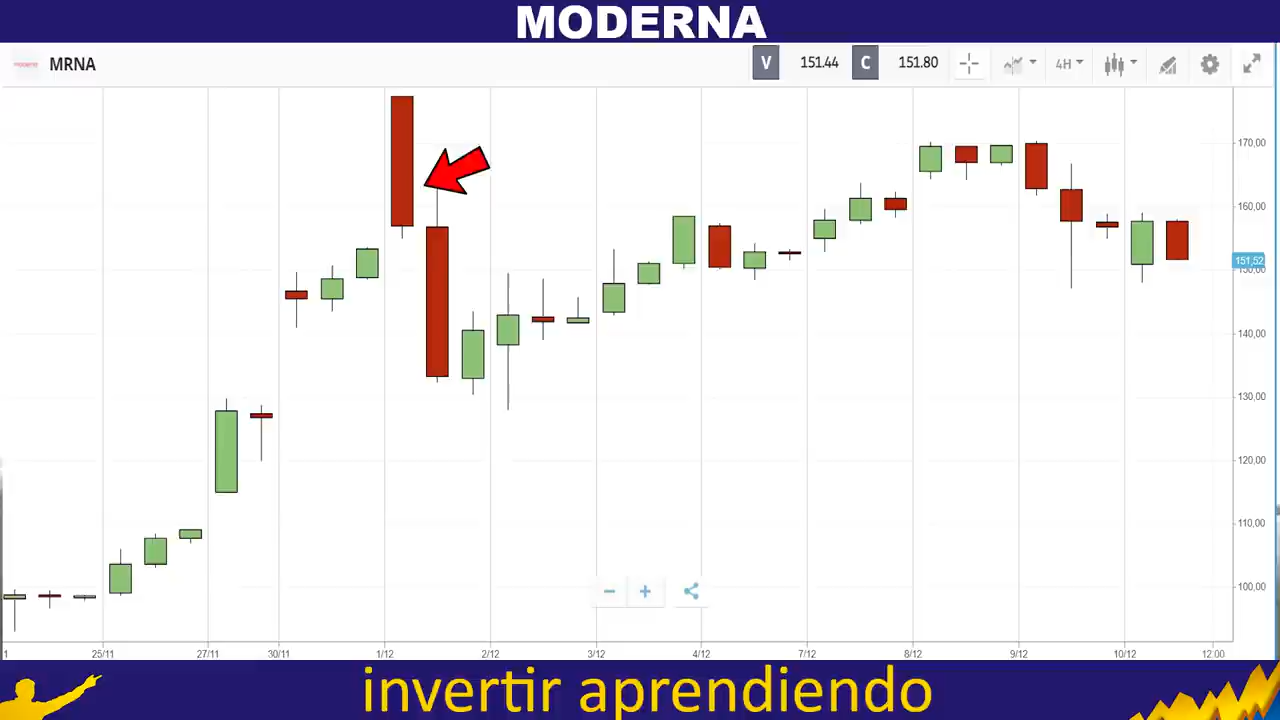 MODERNA
moderna MRNA V 151.44 C 151.80 4H
170,00
160,00
151,52
150,00
140,00
130,00
120,00
110,00
100,00
1 25/11 27/11 30/11 1/12 2/12 3/12 4/12 7/12 8/12 9/12 10/12 12:00
invertir aprendiendo